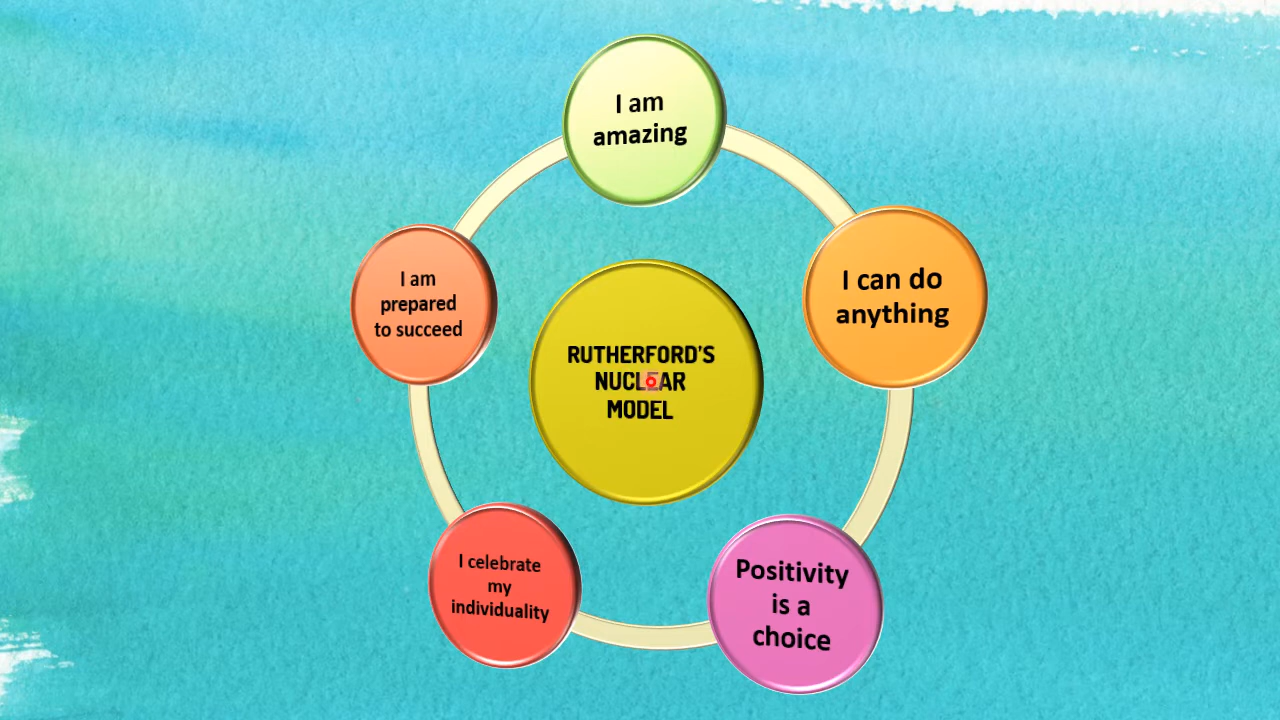 I am
amazing
I can do
anything
Positivity
is a
choice
I celebrate
my
individuality
I am
prepared
to succeed
RUTHERFORD'S
NUCLEAR
MODEL